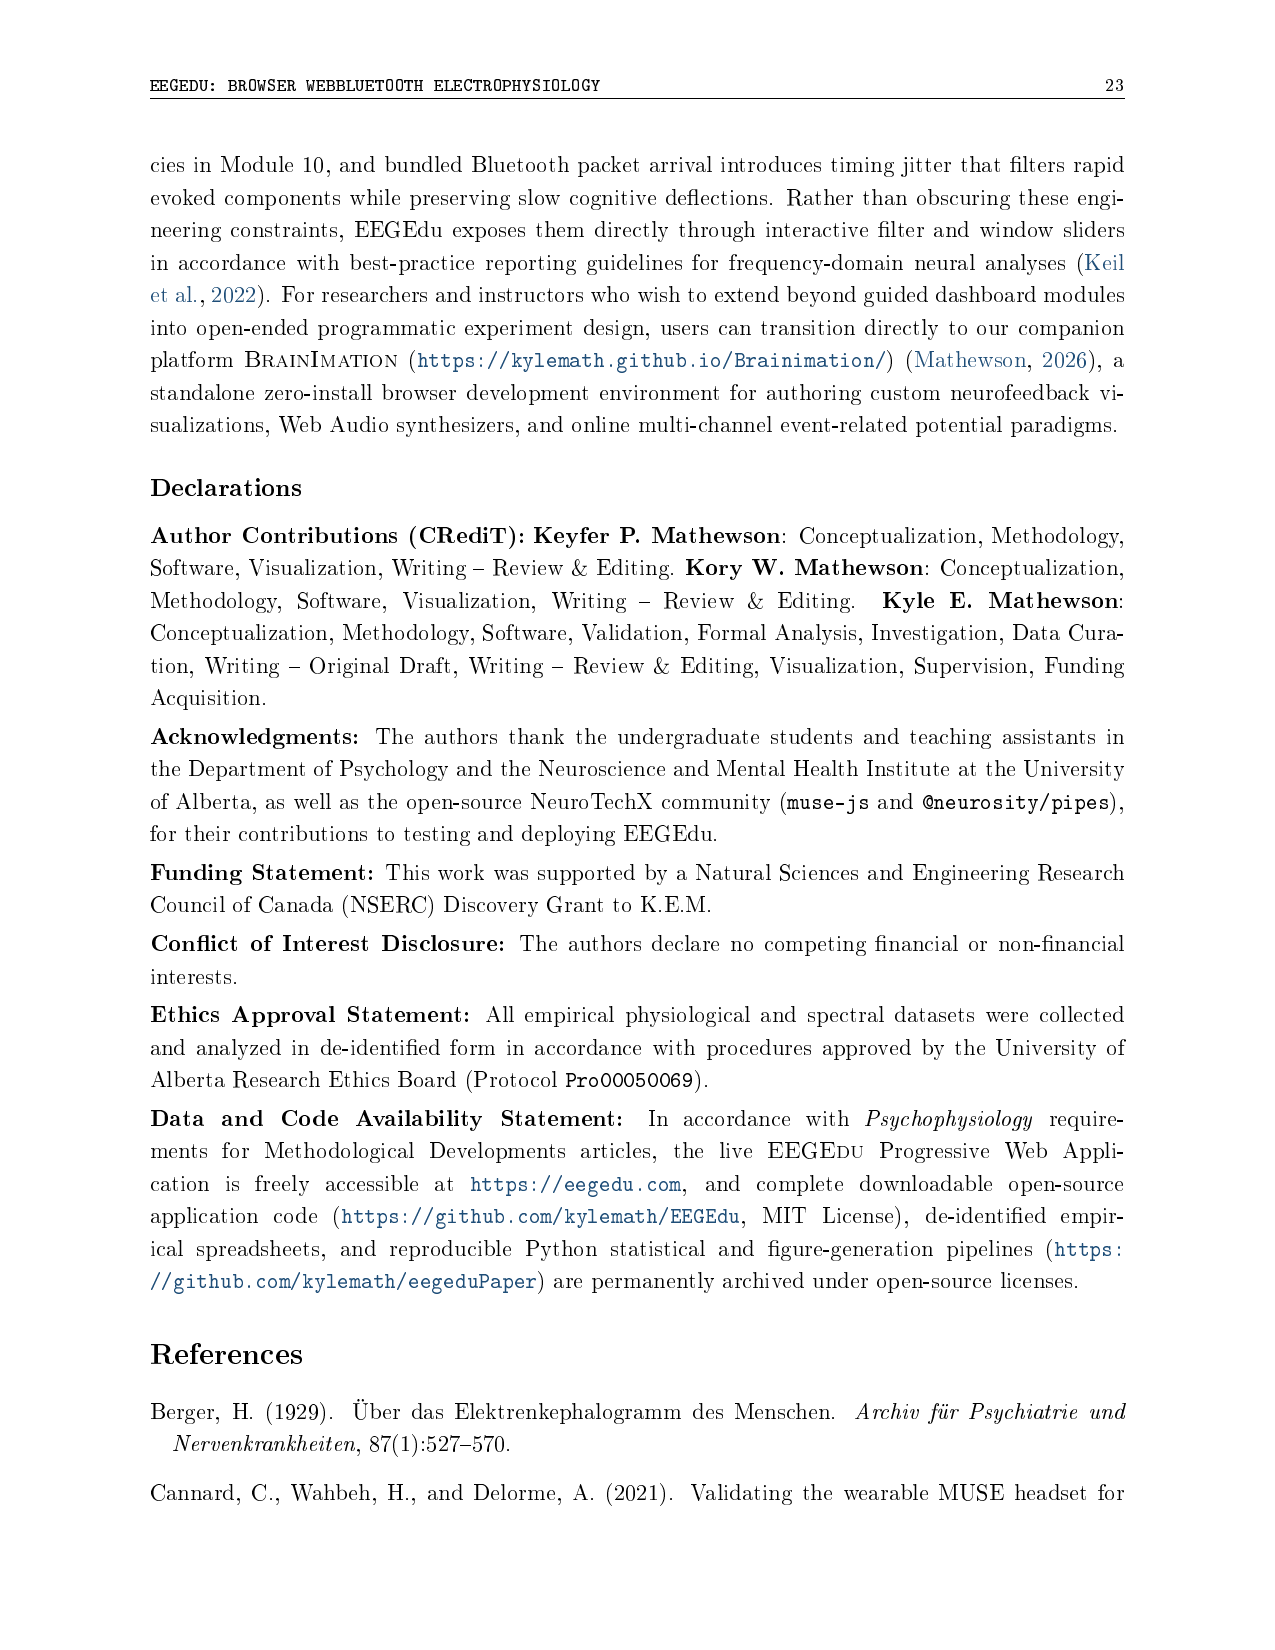 EEGEDU: BROWSER WEBBLUETOOTH ELECTROPHYSIOLOGY 23
cies in Module 10, and bundled Bluetooth packet arrival introduces timing jitter that filters rapid
evoked components while preserving slow cognitive deflections. Rather than obscuring these engi-
neering constraints, EEGEdu exposes them directly through interactive filter and window sliders
in accordance with best-practice reporting guidelines for frequency-domain neural analyses (Keil
et al., 2022). For researchers and instructors who wish to extend beyond guided dashboard modules
into open-ended programmatic experiment design, users can transition directly to our companion
platform BRAINIMATION (https://kylemath.github.io/Brainimation/) (Mathewson, 2026), a
standalone zero-install browser development environment for authoring custom neurofeedback vi-
sualizations, Web Audio synthesizers, and online multi-channel event-related potential paradigms.
Declarations
Author Contributions (CRediT): Keyfer P. Mathewson: Conceptualization, Methodology,
Software, Visualization, Writing – Review & Editing. Kory W. Mathewson: Conceptualization,
Methodology, Software, Visualization, Writing – Review & Editing. Kyle E. Mathewson:
Conceptualization, Methodology, Software, Validation, Formal Analysis, Investigation, Data Cura-
tion, Writing – Original Draft, Writing – Review & Editing, Visualization, Supervision, Funding
Acquisition.
Acknowledgments: The authors thank the undergraduate students and teaching assistants in
the Department of Psychology and the Neuroscience and Mental Health Institute at the University
of Alberta, as well as the open-source NeuroTechX community (muse-js and @neurosity/pipes),
for their contributions to testing and deploying EEGEdu.
Funding Statement: This work was supported by a Natural Sciences and Engineering Research
Council of Canada (NSERC) Discovery Grant to K.E.M.
Conflict of Interest Disclosure: The authors declare no competing financial or non-financial
interests.
Ethics Approval Statement: All empirical physiological and spectral datasets were collected
and analyzed in de-identified form in accordance with procedures approved by the University of
Alberta Research Ethics Board (Protocol Pro00050069).
Data and Code Availability Statement: In accordance with Psychophysiology require-
ments for Methodological Developments articles, the live EEGEDU Progressive Web Appli-
cation is freely accessible at https://eegedu.com, and complete downloadable open-source
application code (https://github.com/kylemath/EEGEdu, MIT License), de-identified empir-
ical spreadsheets, and reproducible Python statistical and figure-generation pipelines (https:
//github.com/kylemath/eegeduPaper) are permanently archived under open-source licenses.
References
Berger, H. (1929). Über das Elektrenkephalogramm des Menschen. Archiv für Psychiatrie und
Nervenkrankheiten, 87(1):527–570.
Cannard, C., Wahbeh, H., and Delorme, A. (2021). Validating the wearable MUSE headset for